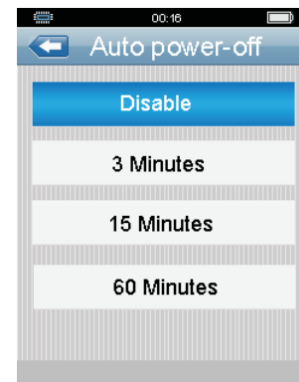 00:16
Auto power-off
Disable
3 Minutes
15 Minutes
60 Minutes